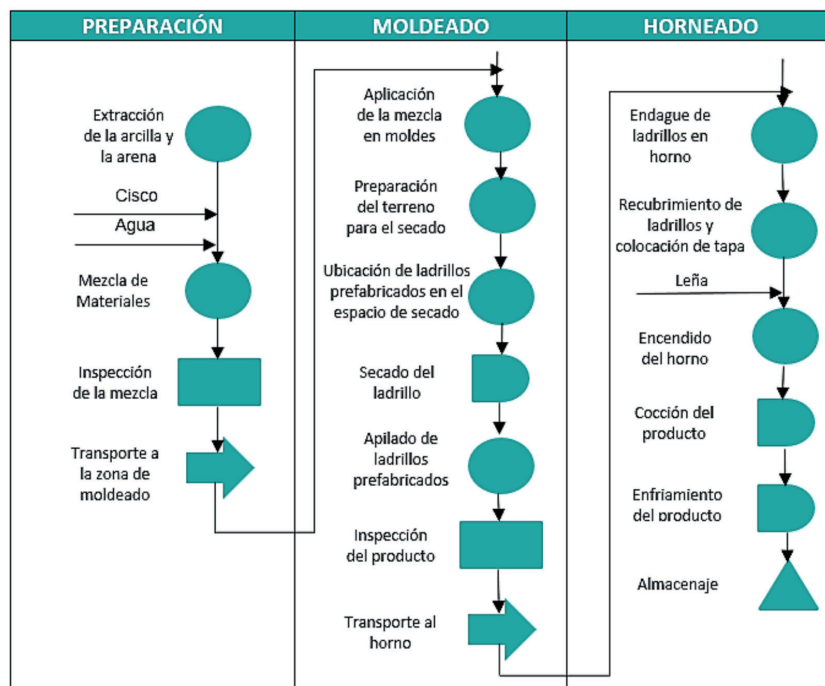 PREPARACIÓN
MOLDEADO
HORNEADO
Extracción
de la arcilla y
la arena
Cisco
Agua
Mezcla de
Materiales
Inspección
de la mezcla
Transporte a
la zona de
moldeado
Aplicación
de la mezcla
en moldes
Preparación
del terreno
para el secado
Ubicación de ladrillos
prefabricados en el
espacio de secado
Secado del
ladrillo
Apilado de
ladrillos
prefabricados
Inspección
del producto
Transporte al
horno
Endague de
ladrillos en
horno
Recubrimiento de
ladrillos y
colocación de tapa
Leña
Encendido
del horno
Cocción del
producto
Enfriamiento
del producto
Almacenaje